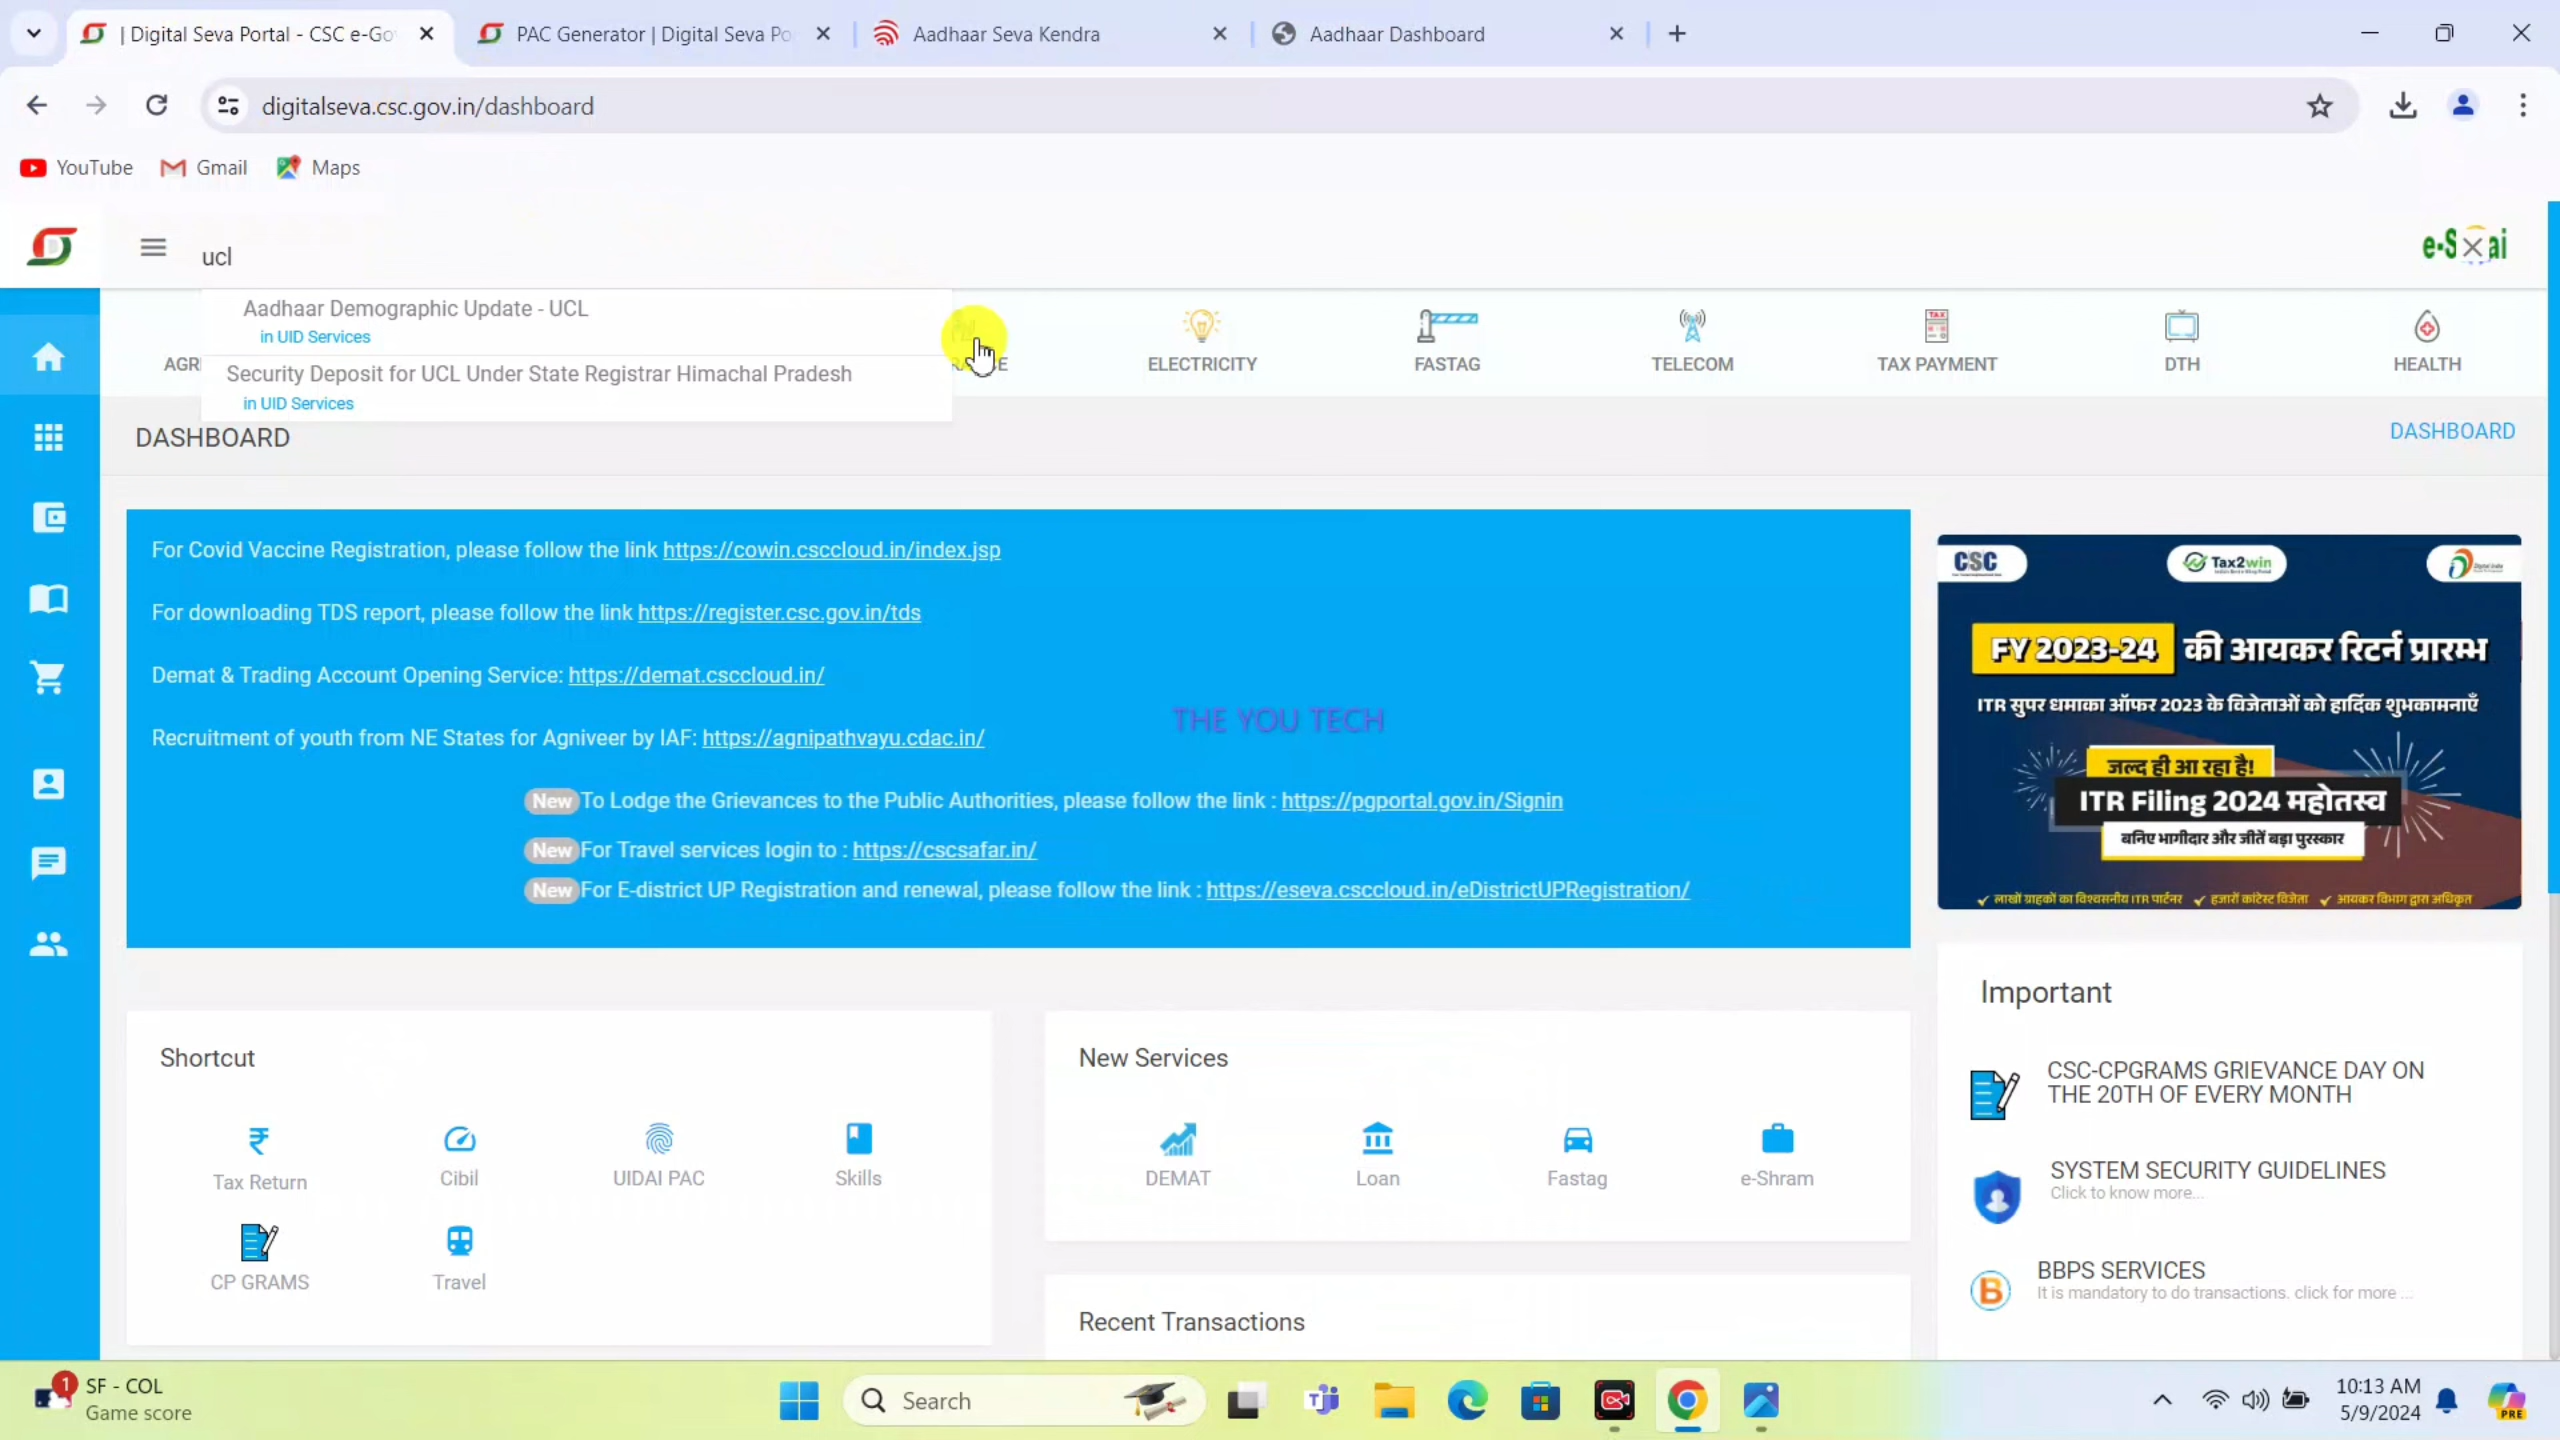 | Digital Seva Portal - CSC e-Go
PAC Generator | Digital Seva Po
Aadhaar Seva Kendra
Aadhaar Dashboard
digitalseva.csc.gov.in/dashboard
YouTube
Gmail
Maps
ucl
Aadhaar Demographic Update - UCL
in UID Services
Security Deposit for UCL Under State Registrar Himachal Pradesh
in UID Services
ELECTRICITY
FASTAG
TELECOM
TAX PAYMENT
DTH
HEALTH
DASHBOARD
DASHBOARD
For Covid Vaccine Registration, please follow the link https://cowin.csccloud.in/index.jsp
For downloading TDS report, please follow the link https://register.csc.gov.in/tds
Demat & Trading Account Opening Service: https://demat.csccloud.in/
THE YOU TECH
Recruitment of youth from NE States for Agniveer by IAF: https://agnipathvayu.cdac.in/
New To Lodge the Grievances to the Public Authorities, please follow the link : https://pgportal.gov.in/Signin
New For Travel services login to : https://cscsafar.in/
New For E-district UP Registration and renewal, please follow the link : https://eseva.csccloud.in/eDistrictUPRegistration/
CSC
Tax2win
FY 2023-24 की आयकर रिटर्न प्रारम्भ
ITR सुपर धमाका ऑफर 2023 के विजेताओं को हार्दिक शुभकामनाएँ
जल्द ही आ रहा है!
ITR Filing 2024 महोत्सव
बनिए भागीदार और जीतें बड़ा पुरस्कार
लाखों ग्राहकों का विश्वसनीय ITR पार्टनर
हजारों कांटेस्ट विजेता
आयकर विभाग द्वारा अधिकृत
Shortcut
Tax Return
Cibil
UIDAI PAC
Skills
CP GRAMS
Travel
New Services
DEMAT
Loan
Fastag
e-Shram
Recent Transactions
Important
CSC-CPGRAMS GRIEVANCE DAY ON
THE 20TH OF EVERY MONTH
SYSTEM SECURITY GUIDELINES
Click to know more...
BBPS SERVICES
It is mandatory to do transactions. click for more ...
1
SF - COL
Game score
Search
10:13 AM
5/9/2024
PRE